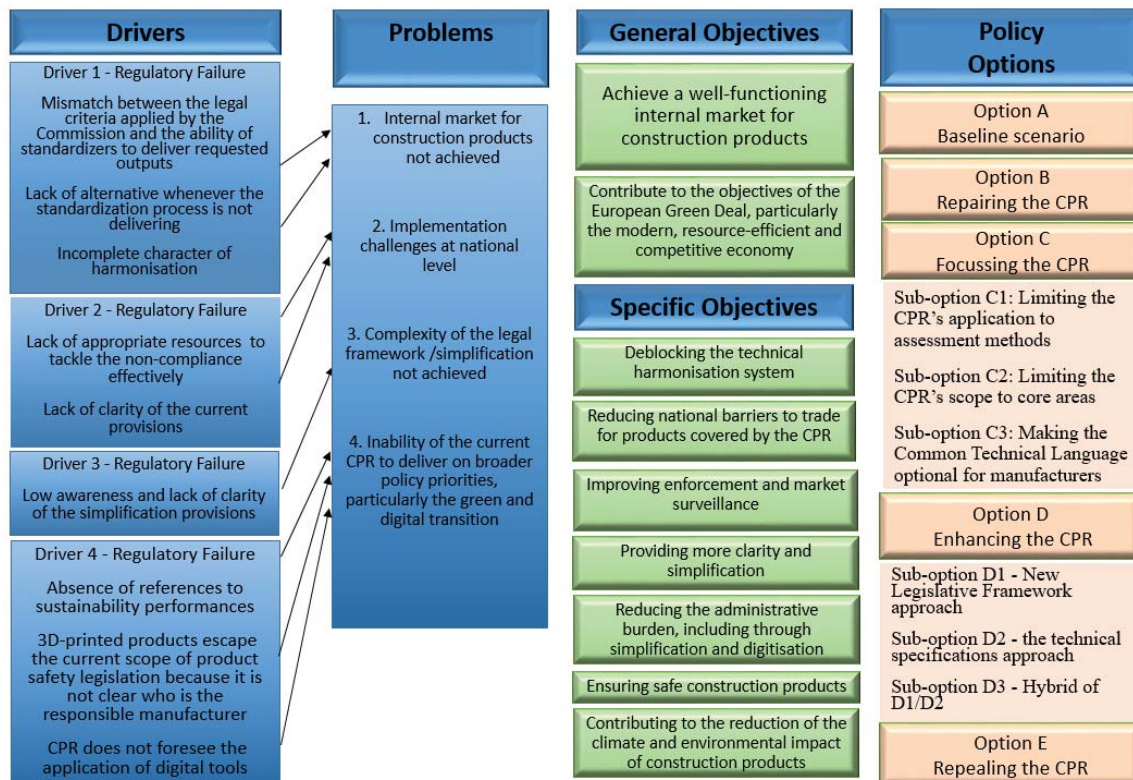 Drivers
Driver 1 - Regulatory Failure
Mismatch between the legal
criteria applied by the
Commission and the ability of
standardizers to deliver requested
outputs
Lack of alternative whenever the
standardization process is not
delivering
Incomplete character of
harmonisation
Driver 2 - Regulatory Failure
Lack of appropriate resources to
tackle the non-compliance
effectively
Lack of clarity of the current
provisions
Driver 3 - Regulatory Failure
Low awareness and lack of clarity
of the simplification provisions
Driver 4 - Regulatory Failure
Absence of references to
sustainability performances
3D-printed products escape
the current scope of product
safety legislation because it is
not clear who is the
responsible manufacturer
CPR does not foresee the
application of digital tools
Problems
1. Internal market for
construction products
not achieved
2. Implementation
challenges at national
level
3. Complexity of the legal
framework /simplification
not achieved
4. Inability of the current
CPR to deliver on broader
policy priorities,
particularly the green and
digital transition
General Objectives
Achieve a well-functioning
internal market for
construction products
Contribute to the objectives of the
European Green Deal, particularly
the modern, resource-efficient and
competitive economy
Specific Objectives
Deblocking the technical
harmonisation system
Reducing national barriers to trade
for products covered by the CPR
Improving enforcement and market
surveillance
Providing more clarity and
simplification
Reducing the administrative
burden, including through
simplification and digitisation
Ensuring safe construction products
Contributing to the reduction of the
climate and environmental impact
of construction products
Policy
Options
Option A
Baseline scenario
Option B
Repairing the CPR
Option C
Focussing the CPR
Sub-option C1: Limiting the
CPR's application to
assessment methods
Sub-option C2: Limiting the
CPR's scope to core areas
Sub-option C3: Making the
Common Technical Language
optional for manufacturers
Option D
Enhancing the CPR
Sub-option D1 - New
Legislative Framework
approach
Sub-option D2 - the technical
specifications approach
Sub-option D3 - Hybrid of
D1/D2
Option E
Repealing the CPR